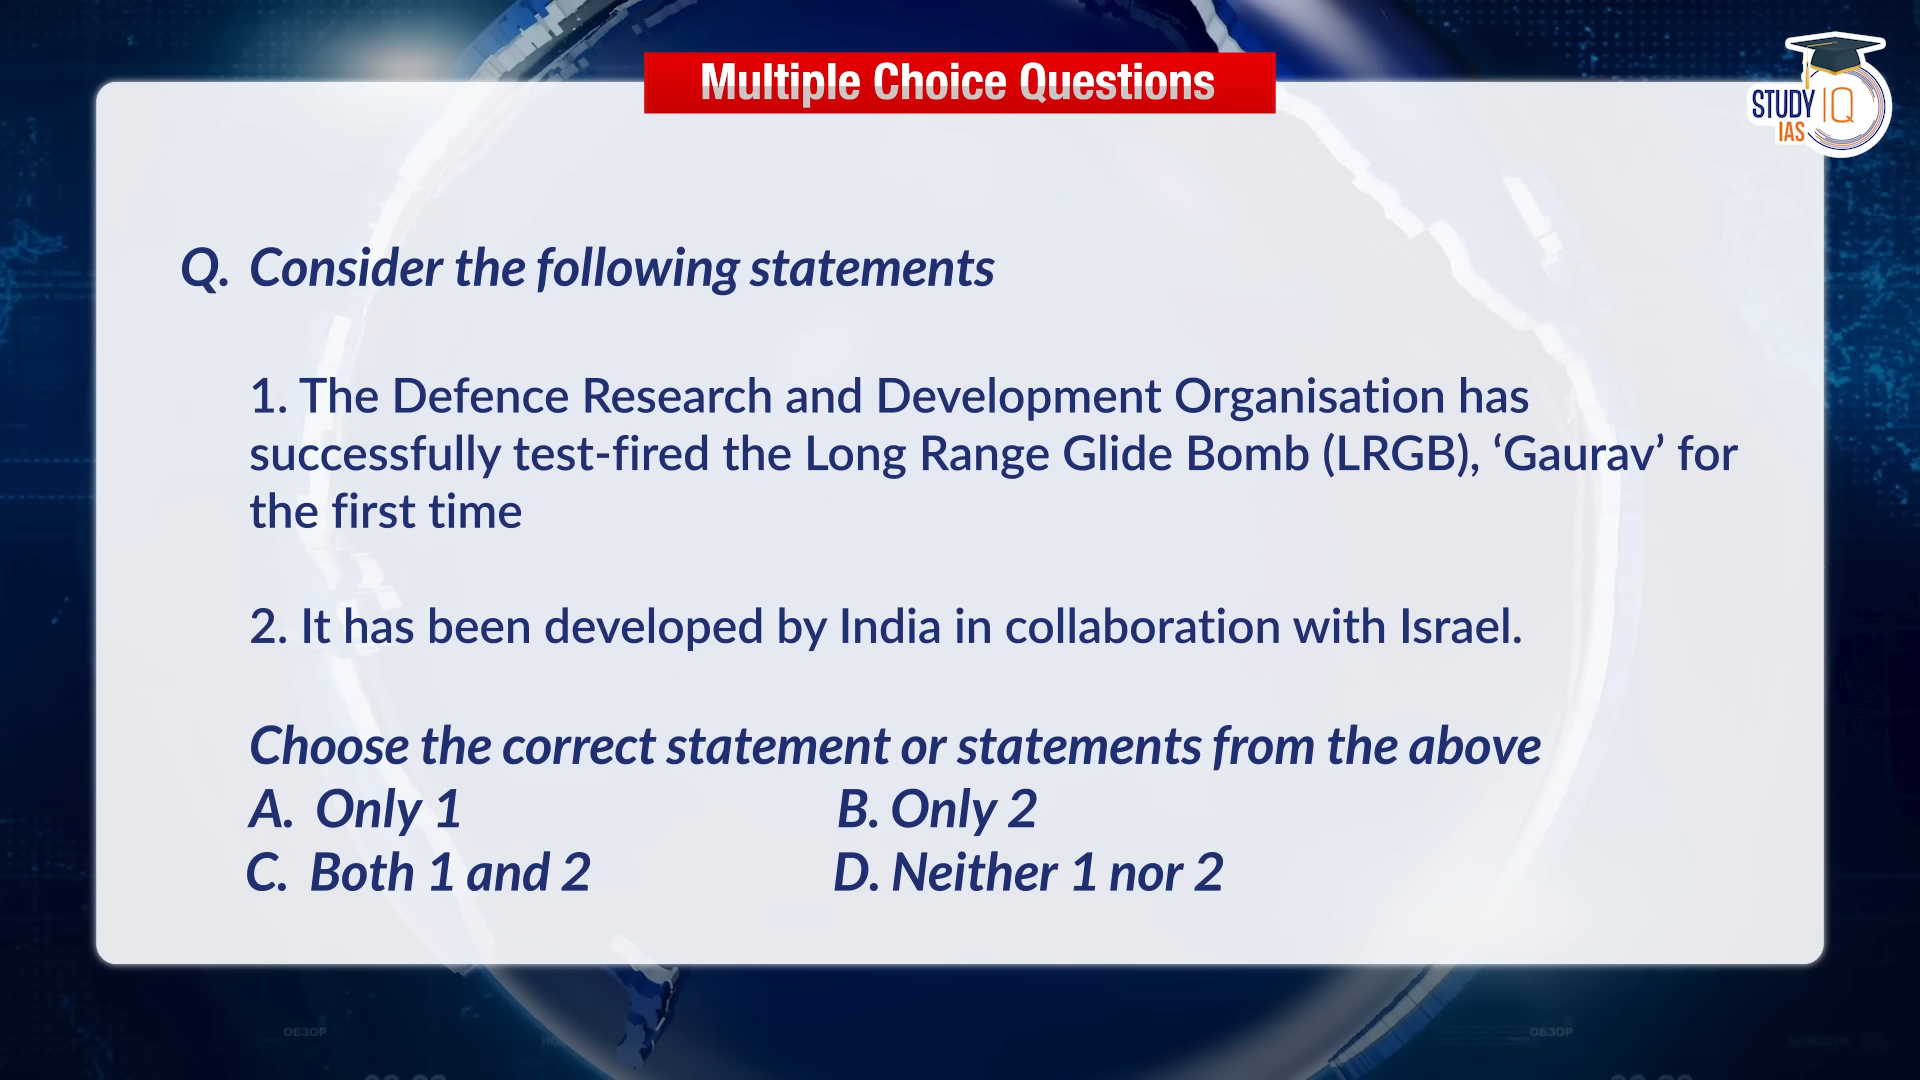 Multiple Choice Questions
STUDY IQ
IAS
Q. Consider the following statements
1. The Defence Research and Development Organisation has
successfully test-fired the Long Range Glide Bomb (LRGB), ‘Gaurav’ for
the first time
2. It has been developed by India in collaboration with Israel.
Choose the correct statement or statements from the above
A. Only 1 B. Only 2
C. Both 1 and 2 D. Neither 1 nor 2
ОБЗОР ОБЗОР